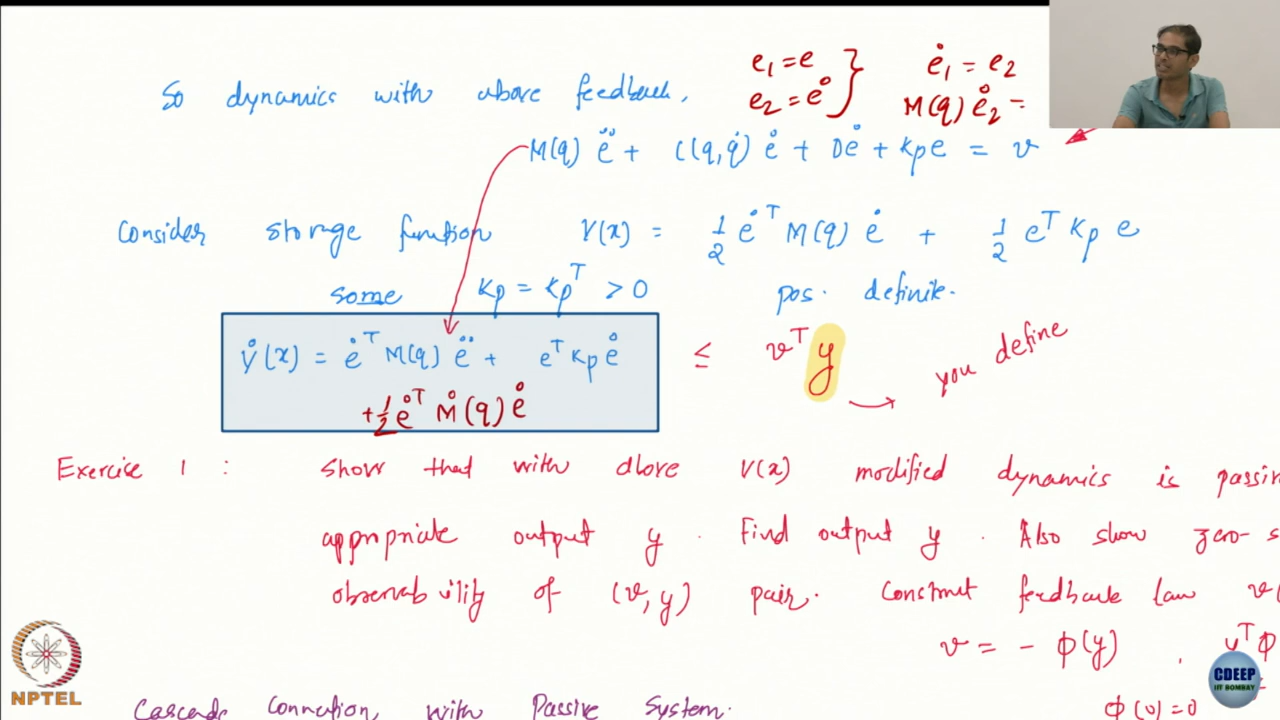 e₁ = e
ė₁ = e₂
So dynamics with above feedback,
e₂ = ė
M(q) ė₂ =
M(q) ë + C(q,q̇) ė + Dė + Kpe = v
Consider storage function V(x) = 1/2 ėᵀ M(q) ė + 1/2 eᵀ Kp e
some Kp = Kpᵀ > 0 pos. definite.
V̇(x) = ėᵀ M(q) ë + eᵀ Kp ė ≤ vᵀ y you define
+ 1/2 ėᵀ Ṁ(q) ė
Exercise 1 : Show that with above V(x) modified dynamics is
appropriate output y . Find output y . Also show zero-
observability of (v, y) pair. Construct feedback law
v = - φ(y) ,
φ(0) = 0
Cascade Connection with Passive System.
NPTEL
CDEEP
IIT BOMBAY